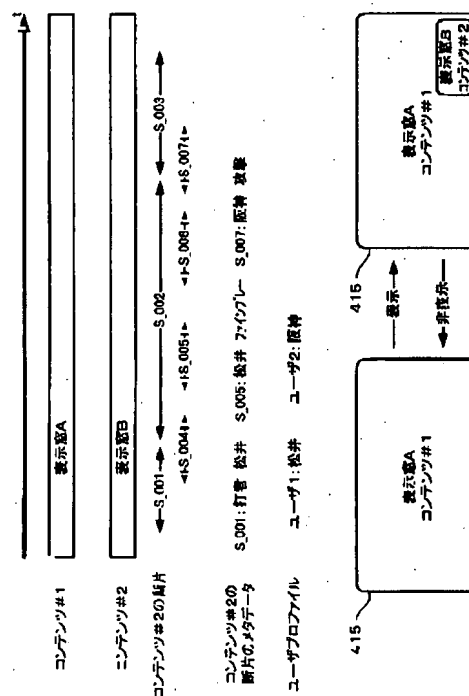 t
コンテンツ#1
表示窓A
コンテンツ#2
表示窓B
コンテンツ#2の断片
S_001
S_002
S_003
S_004
S_005
S_006
S_007
コンテンツ#2の
断片のメタデータ
S_001: 打者 松井
S_005: 松井 ファインプレー
S_007: 阪神 攻撃
ユーザプロファイル
ユーザ1: 松井
ユーザ2: 阪神
415
表示窓A
コンテンツ#1
表示
非表示
415
表示窓A
コンテンツ#1
表示窓B
コンテンツ#2